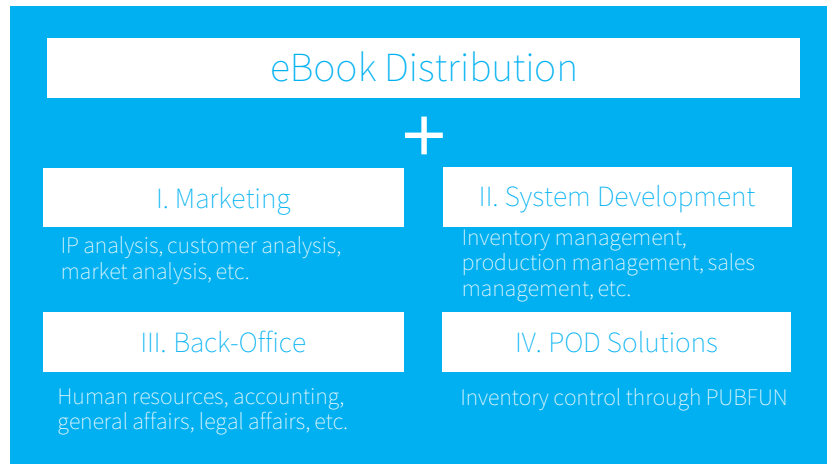 eBook Distribution
+
I. Marketing
IP analysis, customer analysis,
market analysis, etc.
II. System Development
Inventory management,
production management, sales
management, etc.
III. Back-Office
Human resources, accounting,
general affairs, legal affairs, etc.
IV. POD Solutions
Inventory control through PUBFUN